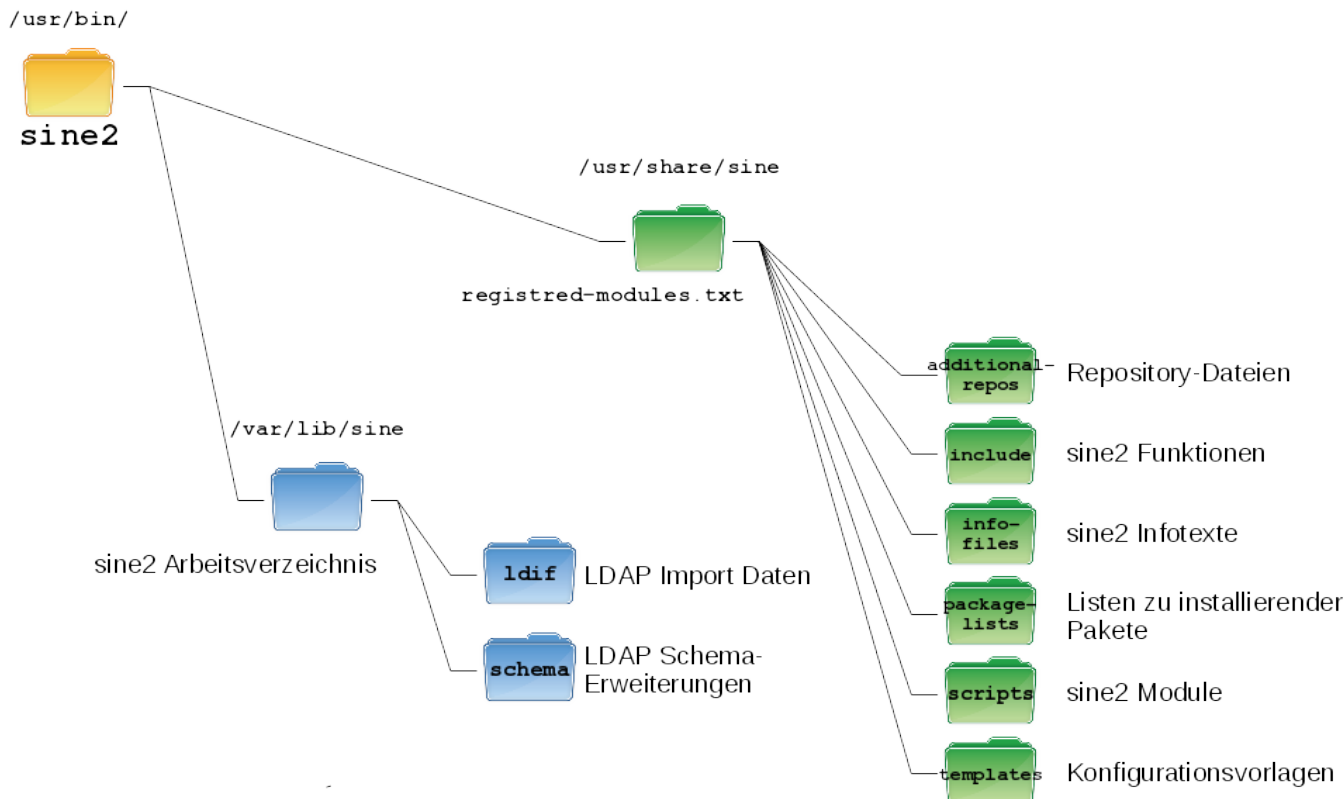 /usr/bin/
sine2
/usr/share/sine
registred-modules.txt
additional-
repos
Repository-Dateien
include
sine2 Funktionen
info-
files
sine2 Infotexte
package-
lists
Listen zu installierender
Pakete
scripts
sine2 Module
templates
Konfigurationsvorlagen
/var/lib/sine
sine2 Arbeitsverzeichnis
ldif
LDAP Import Daten
schema
LDAP Schema-
Erweiterungen